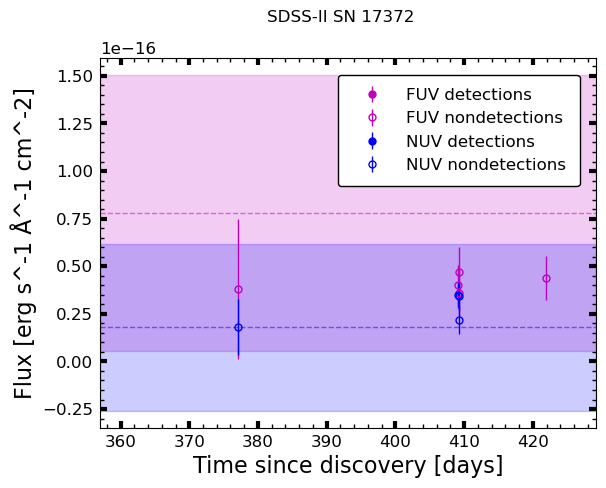 SDSS-II SN 17372
1e−16
FUV detections
FUV nondetections
NUV detections
NUV nondetections
1.50
1.25
1.00
0.75
0.50
0.25
0.00
−0.25
Flux [erg s^-1 Å^-1 cm^-2]
360 370 380 390 400 410 420
Time since discovery [days]